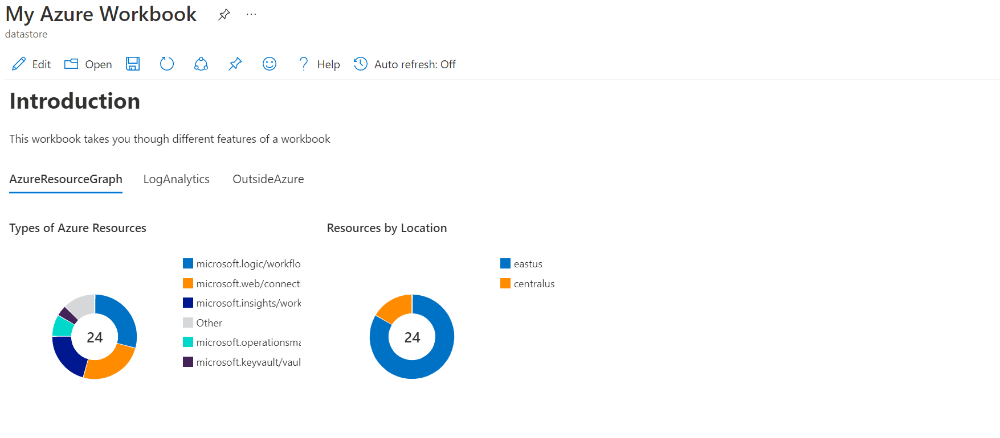 My Azure Workbook
datastore
Edit Open Help Auto refresh: Off
Introduction
This workbook takes you though different features of a workbook
AzureResourceGraph LogAnalytics OutsideAzure
Types of Azure Resources
microsoft.logic/workflo
microsoft.web/connect
microsoft.insights/work
Other
microsoft.operationsma
microsoft.keyvault/vaul
24
Resources by Location
eastus
centralus
24